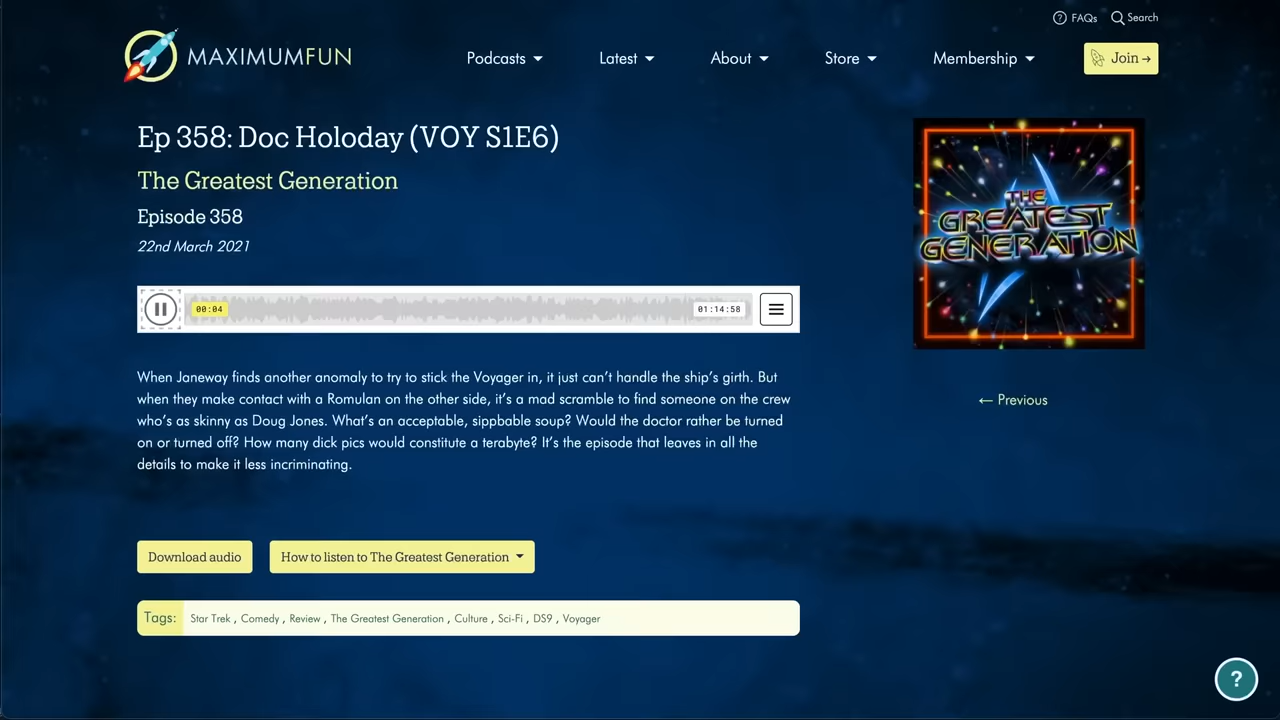 FAQs
Search
MAXIMUMFUN
Podcasts
Latest
About
Store
Membership
Join →
Ep 358: Doc Holoday (VOY S1E6)
The Greatest Generation
Episode 358
22nd March 2021
THE
GREATEST
GENERATION
00:04
01:14:58
When Janeway finds another anomaly to try to stick the Voyager in, it just can't handle the ship's girth. But
when they make contact with a Romulan on the other side, it's a mad scramble to find someone on the crew
who's as skinny as Doug Jones. What's an acceptable, sippbable soup? Would the doctor rather be turned
on or turned off? How many dick pics would constitute a terabyte? It's the episode that leaves in all the
details to make it less incriminating.
← Previous
Download audio
How to listen to The Greatest Generation
Tags: Star Trek , Comedy , Review , The Greatest Generation , Culture , Sci-Fi , DS9 , Voyager
?